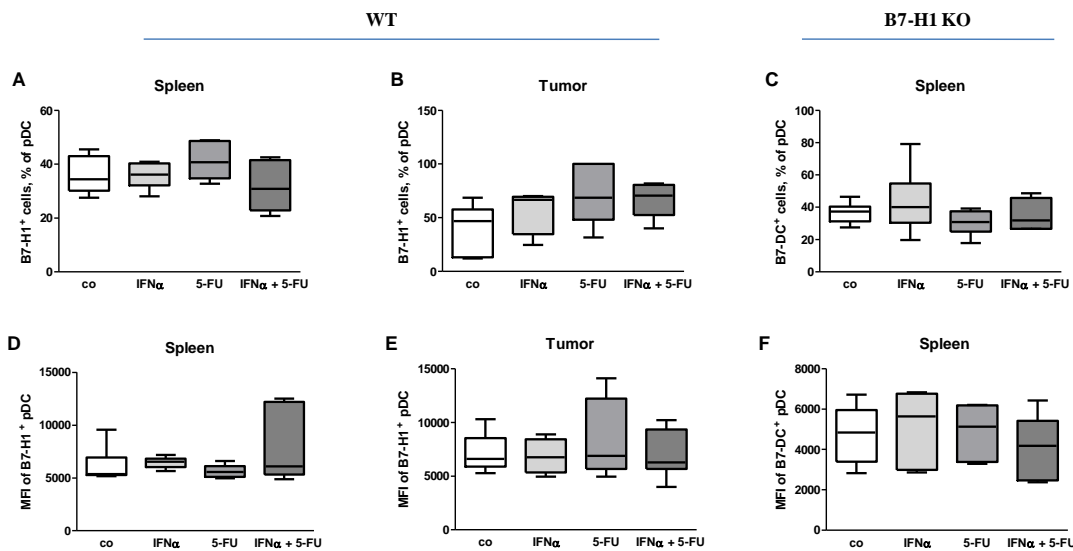 WT
B7-H1 KO
A
Spleen
B7-H1⁺ cells, % of pDC
60
40
20
0
co IFNα 5-FU IFNα + 5-FU
B
Tumor
B7-H1⁺ cells, % of pDC
150
100
50
0
co IFNα 5-FU IFNα + 5-FU
C
Spleen
B7-DC⁺ cells, % of pDC
100
80
60
40
20
0
co IFNα 5-FU IFNα + 5-FU
D
Spleen
MFI of B7-H1⁺ pDC
15000
10000
5000
0
co IFNα 5-FU IFNα + 5-FU
E
Tumor
MFI of B7-H1⁺ pDC
15000
10000
5000
0
co IFNα 5-FU IFNα + 5-FU
F
Spleen
MFI of B7-DC⁺ pDC
8000
6000
4000
2000
0
co IFNα 5-FU IFNα + 5-FU